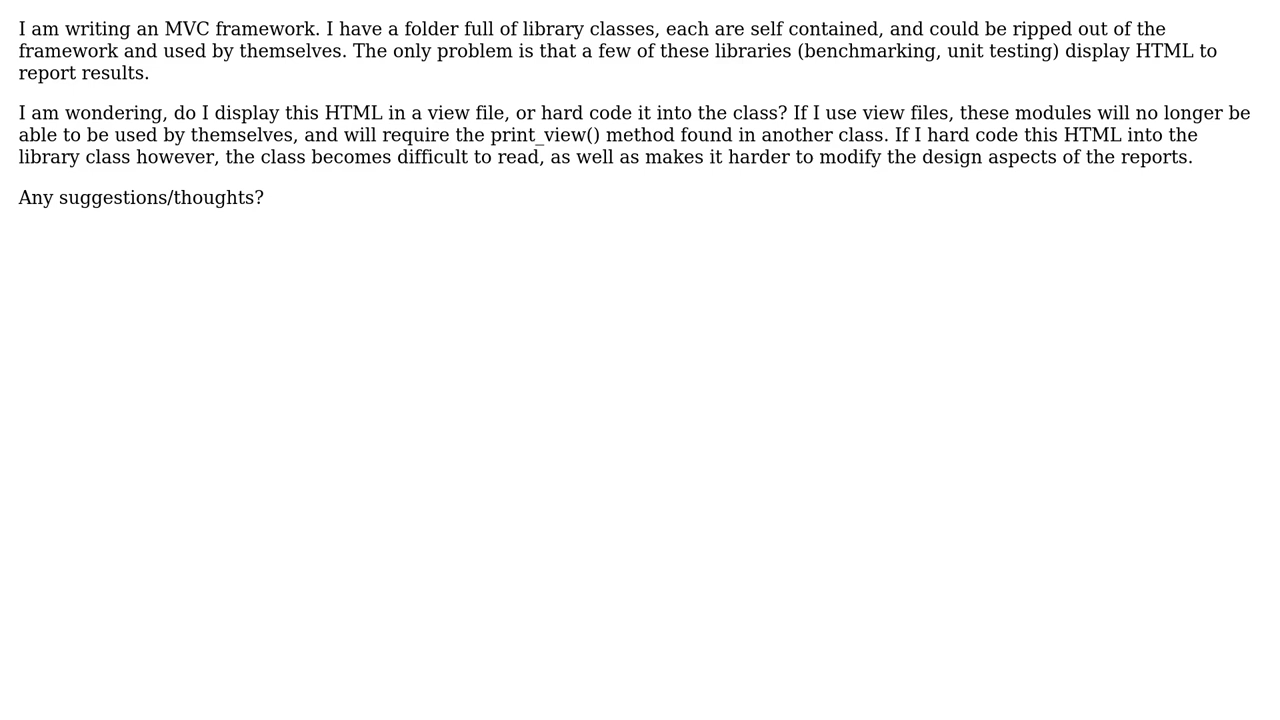 I am writing an MVC framework. I have a folder full of library classes, each are self contained, and could be ripped out of the
framework and used by themselves. The only problem is that a few of these libraries (benchmarking, unit testing) display HTML to
report results.
I am wondering, do I display this HTML in a view file, or hard code it into the class? If I use view files, these modules will no longer be
able to be used by themselves, and will require the print_view() method found in another class. If I hard code this HTML into the
library class however, the class becomes difficult to read, as well as makes it harder to modify the design aspects of the reports.
Any suggestions/thoughts?